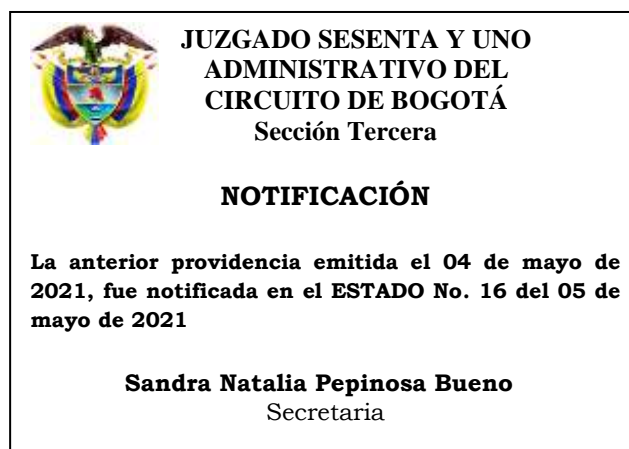 JUZGADO SESENTA Y UNO
ADMINISTRATIVO DEL
CIRCUITO DE BOGOTÁ
Sección Tercera
NOTIFICACIÓN
La anterior providencia emitida el 04 de mayo de
2021, fue notificada en el ESTADO No. 16 del 05 de
mayo de 2021
Sandra Natalia Pepinosa Bueno
Secretaria